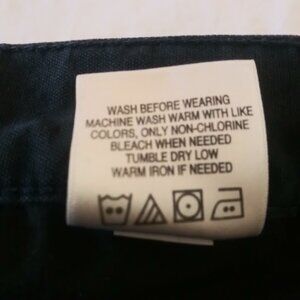 WASH BEFORE WEARING
MACHINE WASH WARM WITH LIKE
COLORS, ONLY NON-CHLORINE
BLEACH WHEN NEEDED
TUMBLE DRY LOW
WARM IRON IF NEEDED